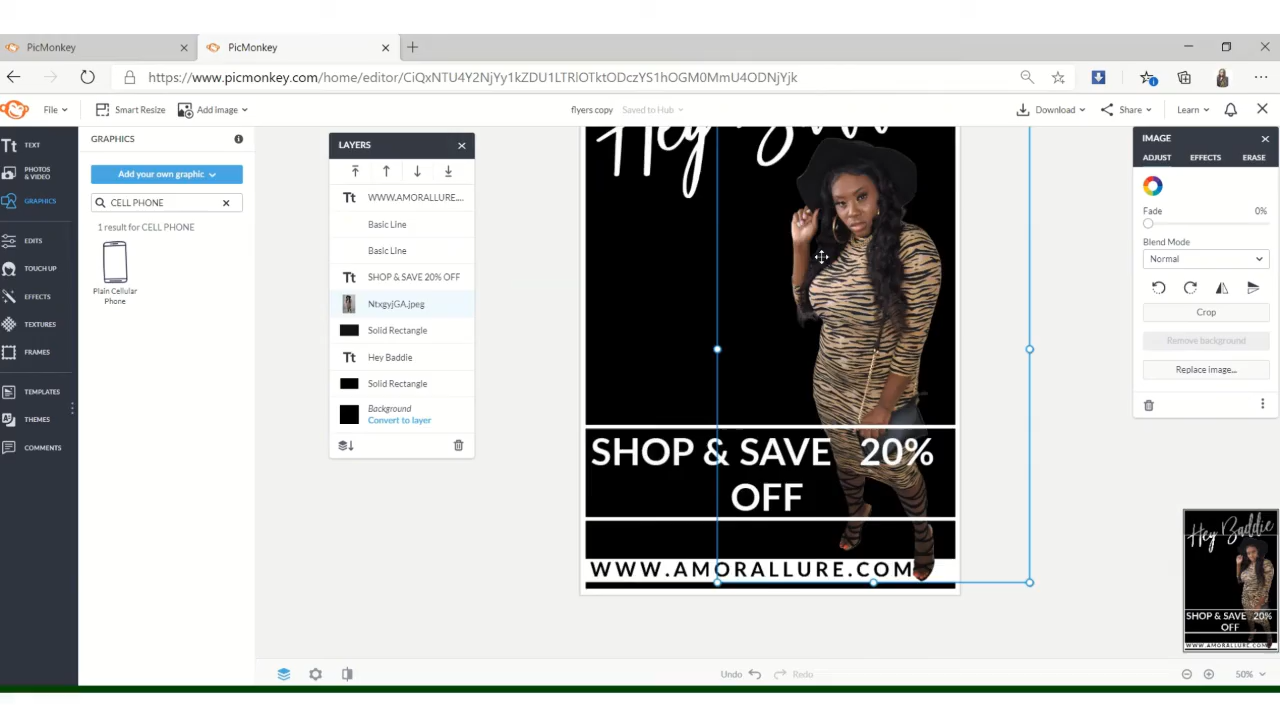 PicMonkey
PicMonkey
https://www.picmonkey.com/home/editor/CiQxNTU4Y2NjYy1kZDU1LTRlOTktODczYS1hOGM0MmU4ODNjYjk
File
Smart Resize
Add image
flyers copy
Saved to Hub
Download
Share
Learn
Tt TEXT
PHOTOS & VIDEO
GRAPHICS
EDITS
TOUCH UP
EFFECTS
TEXTURES
FRAMES
TEMPLATES
THEMES
COMMENTS
GRAPHICS
Add your own graphic
CELL PHONE
1 result for CELL PHONE
Plain Cellular
Phone
LAYERS
Tt WWW.AMORALLURE....
Basic Line
Basic Line
Tt SHOP & SAVE 20% OFF
NtxgyjGA.jpeg
Solid Rectangle
Tt Hey Baddie
Solid Rectangle
Background
Convert to layer
SHOP & SAVE 20%
OFF
WWW.AMORALLURE.COM
IMAGE
ADJUST
EFFECTS
ERASE
Fade
0%
Blend Mode
Normal
Crop
Remove background
Replace image...
Hey Baddie
SHOP & SAVE 20%
OFF
WWW.AMORALLURE.COM
Undo
Redo
50%